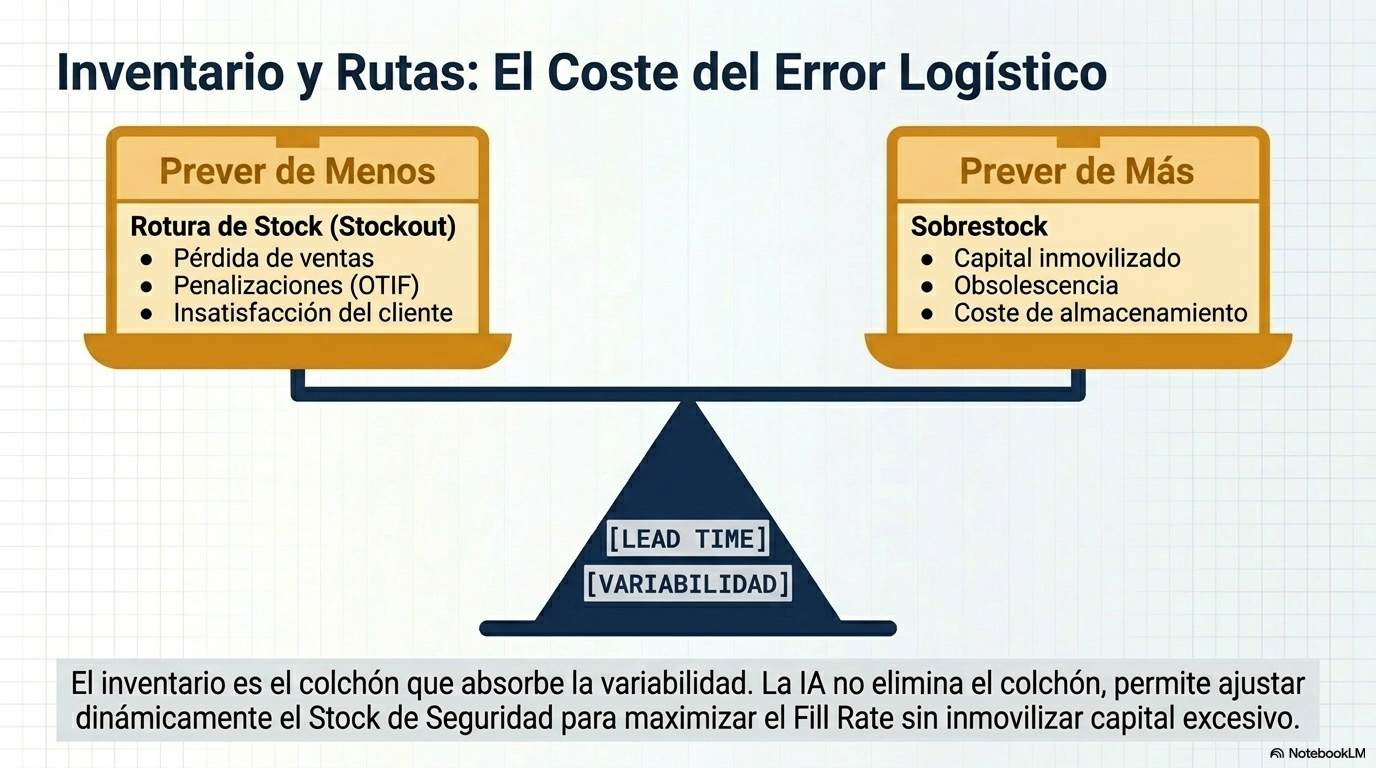 Inventario y Rutas: El Coste del Error Logístico
Prever de Menos
Rotura de Stock (Stockout)
● Pérdida de ventas
● Penalizaciones (OTIF)
● Insatisfacción del cliente
Prever de Más
Sobrestock
● Capital inmovilizado
● Obsolescencia
● Coste de almacenamiento
[LEAD TIME]
[VARIABILIDAD]
El inventario es el colchón que absorbe la variabilidad. La IA no elimina el colchón, permite ajustar
dinámicamente el Stock de Seguridad para maximizar el Fill Rate sin inmovilizar capital excesivo.
NotebookLM